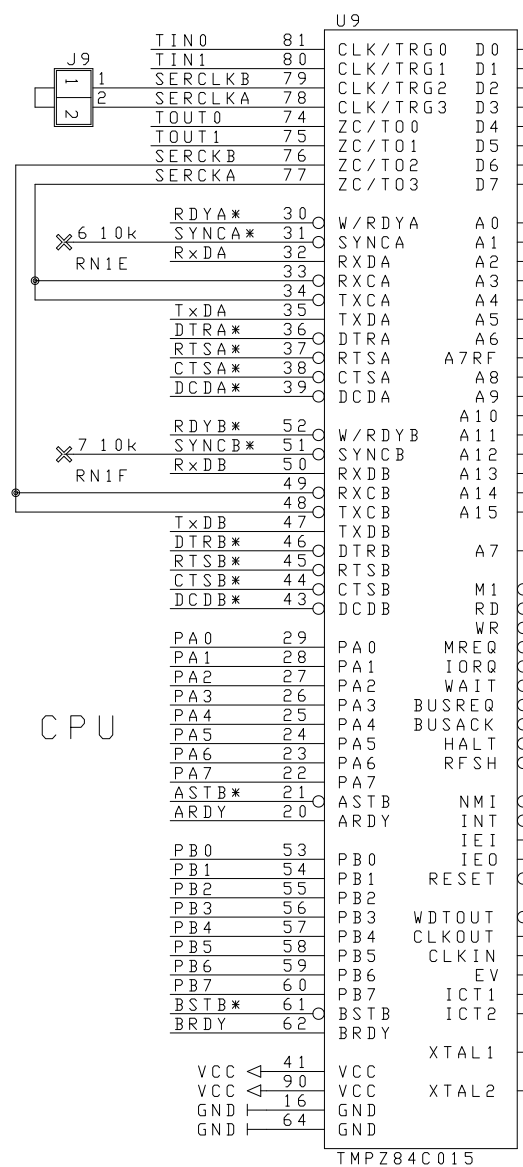 U9
J9
1
2
1
2
TIN0 81 CLK/TRG0 D0
TIN1 80 CLK/TRG1 D1
SERCLKB 79 CLK/TRG2 D2
SERCLKA 78 CLK/TRG3 D3
TOUT0 74 ZC/TO0 D4
TOUT1 75 ZC/TO1 D5
SERCKB 76 ZC/TO2 D6
SERCKA 77 ZC/TO3 D7
RDYA* 30 W/RDYA A0
6 10k SYNCA* 31 SYNCA A1
RN1E
RxDA 32 RXDA A2
33 RXCA A3
34 TXCA A4
TxDA 35 TXDA A5
DTRA* 36 DTRA A6
RTSA* 37 RTSA A7RF
CTSA* 38 CTSA A8
DCDA* 39 DCDA A9
A10
RDYB* 52 W/RDYB A11
7 10k SYNCB* 51 SYNCB A12
RN1F
RxDB 50 RXDB A13
49 RXCB A14
48 TXCB A15
TxDB 47 TXDB
DTRB* 46 DTRB A7
RTSB* 45 RTSB
CTSB* 44 CTSB M1
DCDB* 43 DCDB RD
WR
PA0 29 PA0 MREQ
PA1 28 PA1 IORQ
PA2 27 PA2 WAIT
PA3 26 PA3 BUSREQ
PA4 25 PA4 BUSACK
PA5 24 PA5 HALT
PA6 23 PA6 RFSH
PA7 22 PA7
ASTB* 21 ASTB NMI
ARDY 20 ARDY INT
IEI
CPU
PB0 53 PB0 IEO
PB1 54 PB1 RESET
PB2 55 PB2
PB3 56 PB3 WDTOUT
PB4 57 PB4 CLKOUT
PB5 58 PB5 CLKIN
PB6 59 PB6 EV
PB7 60 PB7 ICT1
BSTB* 61 BSTB ICT2
BRDY 62 BRDY
XTAL1
VCC 41 VCC
VCC 90 VCC XTAL2
GND 16 GND
GND 64 GND
TMPZ84C015